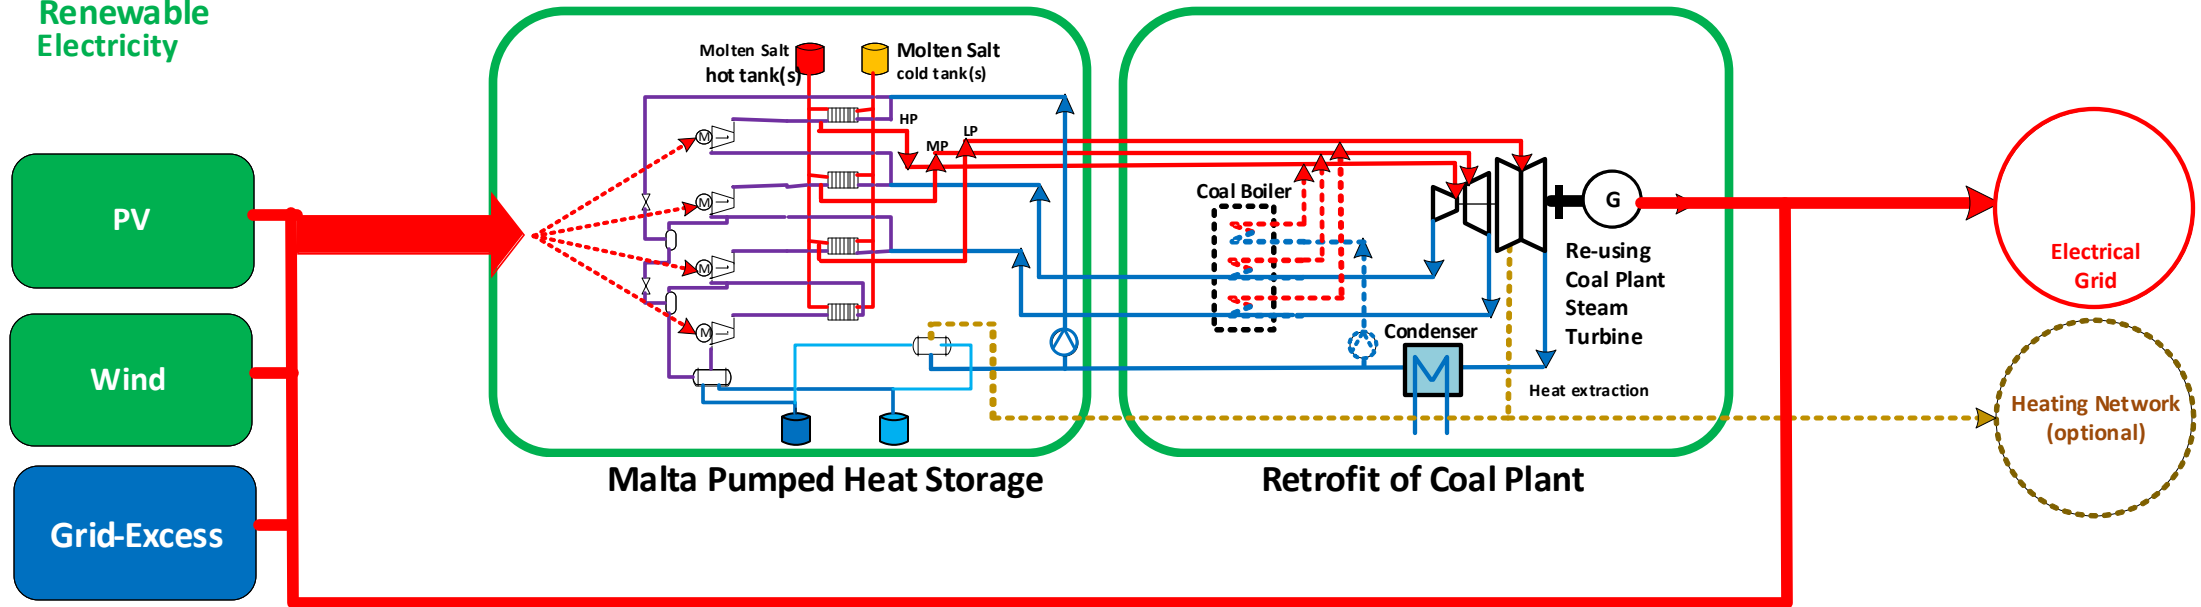 Renewable
Electricity
PV
Wind
Grid-Excess
Molten Salt
hot tank(s)
Molten Salt
cold tank(s)
HP
MP
LP
M
M
M
M
Malta Pumped Heat Storage
Coal Boiler
G
Re-using
Coal Plant
Steam
Turbine
Condenser
Heat extraction
Retrofit of Coal Plant
Electrical
Grid
Heating Network
(optional)